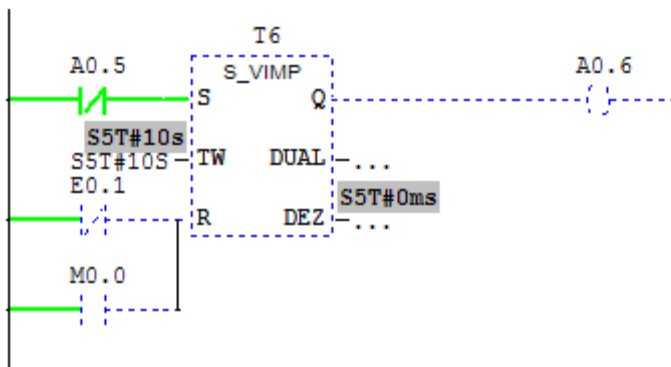 T6
A0.5
S_VIMP
A0.6
S
Q
S5T#10s
S5T#10S
TW
DUAL
...
E0.1
S5T#0ms
R
DEZ
...
M0.0